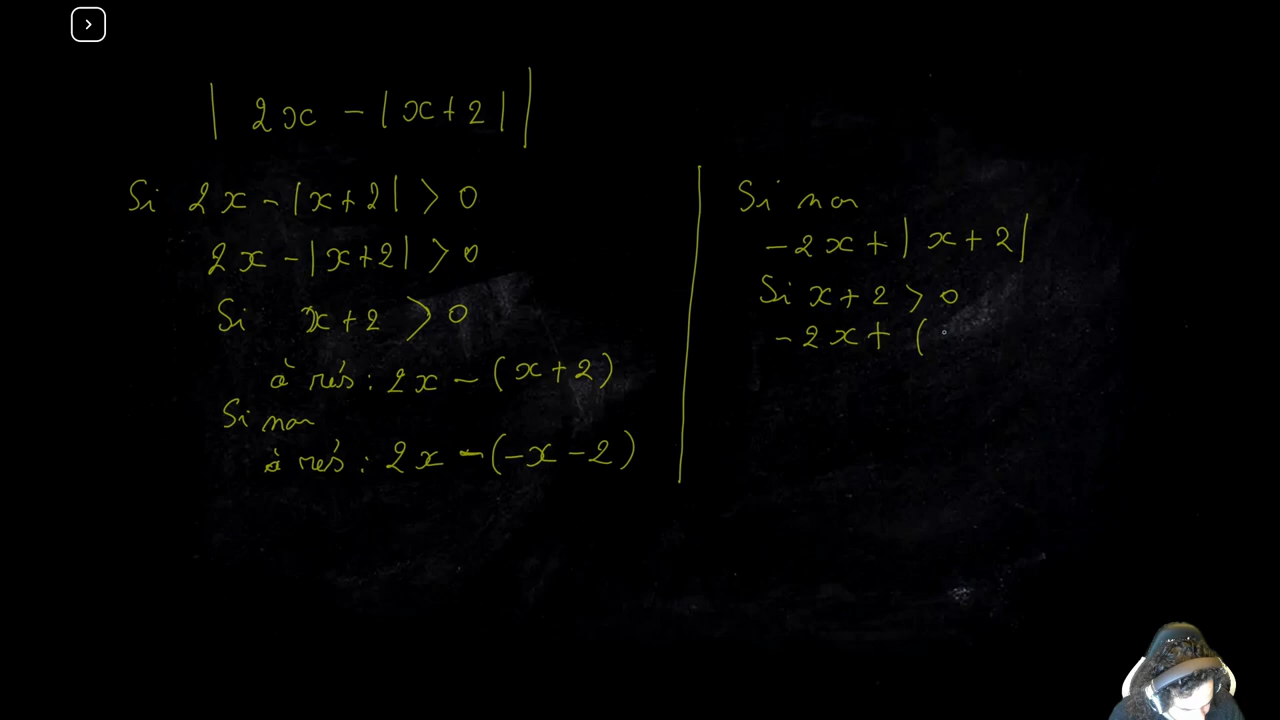 | 2x - |x+2| |
Si 2x - |x+2| > 0
2x - |x+2| > 0
Si x+2 > 0
à rés : 2x - (x+2)
Si non
à rés : 2x - (-x-2)
Si non
-2x + |x+2|
Si x+2 > 0
-2x + (